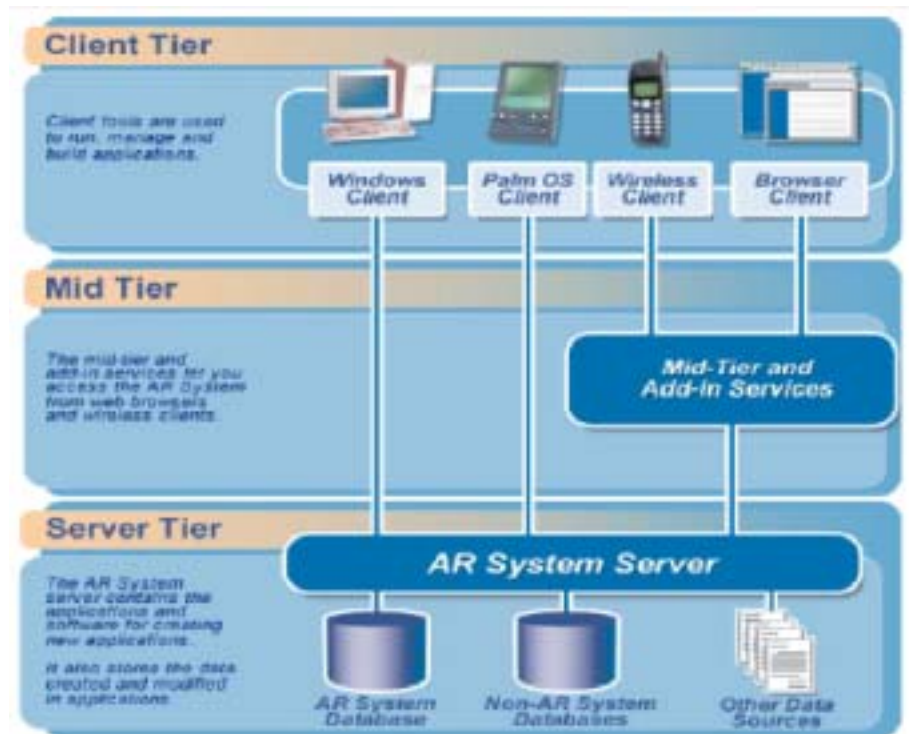 Client Tier
Client tools are used
to run, manage and
build applications.
Windows
Client
Palm OS
Client
Wireless
Client
Browser
Client
Mid Tier
The mid-tier and
add-in services let you
access the AR System
from web browsers
and wireless clients.
Mid-Tier and
Add-In Services
Server Tier
AR System Server
The AR System
server contains the
applications and
software for creating
new applications.
It also stores the data
created and modified
in applications.
AR System
Database
Non-AR System
Databases
Other Data
Sources